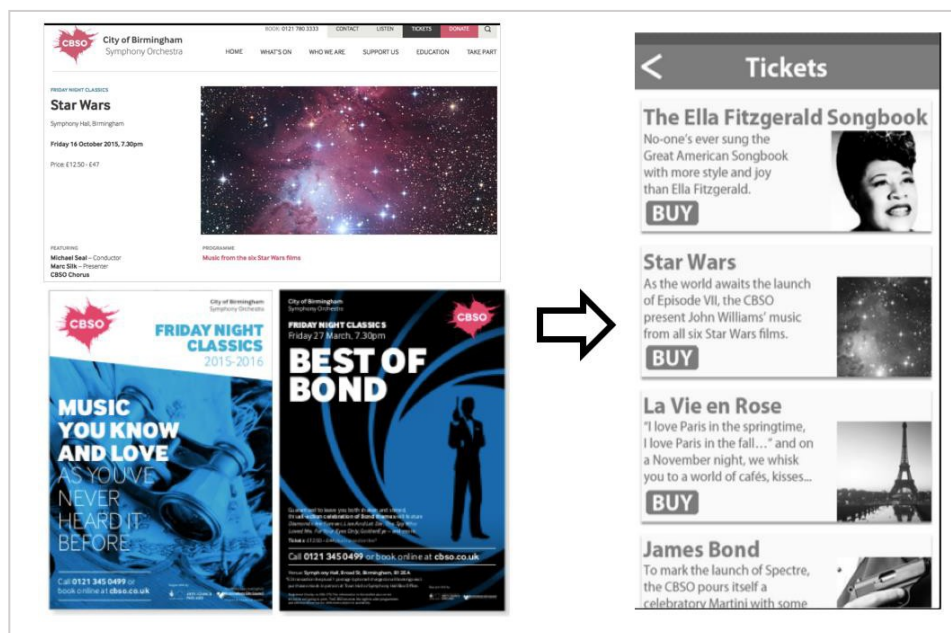 BOOK: 0121 780 3333 CONTACT LISTEN TICKETS DONATE
CBSO
City of Birmingham
Symphony Orchestra
HOME WHAT'S ON WHO WE ARE SUPPORT US EDUCATION TAKE PART
FRIDAY NIGHT CLASSICS
Star Wars
Symphony Hall, Birmingham
Friday 16 October 2015, 7.30pm
Price £12.50 - £47
FEATURING
Michael Seal – Conductor
Marc Silk – Presenter
CBSO Chorus
PROGRAMME
Music from the six Star Wars films
CBSO
City of Birmingham
Symphony Orchestra
FRIDAY NIGHT
CLASSICS
2015-2016
MUSIC
YOU KNOW
AND LOVE
AS YOU'VE
NEVER
HEARD IT
BEFORE
Call 0121 345 0499 or
book online at cbso.co.uk
City of Birmingham
Symphony Orchestra
CBSO
FRIDAY NIGHT CLASSICS
Friday 27 March, 7.30pm
BEST OF
BOND
Call 0121 345 0499 or book online at cbso.co.uk
Tickets
The Ella Fitzgerald Songbook
No-one's ever sung the
Great American Songbook
with more style and joy
than Ella Fitzgerald.
BUY
Star Wars
As the world awaits the launch
of Episode VII, the CBSO
present John Williams' music
from all six Star Wars films.
BUY
La Vie en Rose
"I love Paris in the springtime,
I love Paris in the fall..." and on
a November night, we whisk
you to a world of cafés, kisses...
BUY
James Bond
To mark the launch of Spectre,
the CBSO pours itself a
celebratory Martini with some